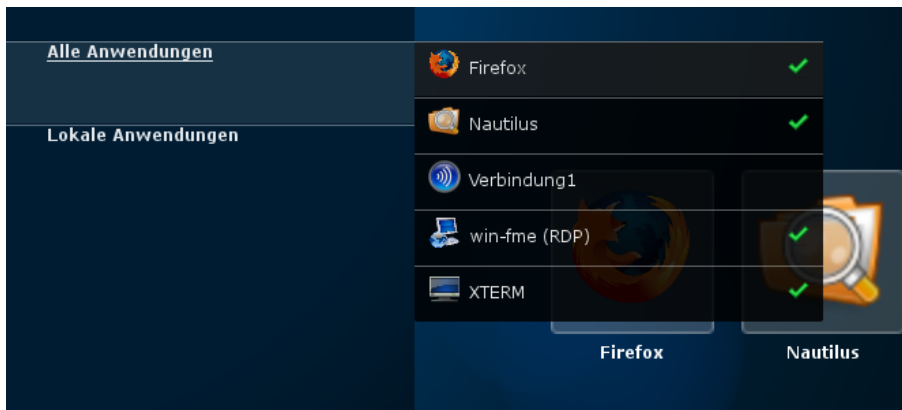 Alle Anwendungen
Lokale Anwendungen
Firefox
Nautilus
Verbindung1
win-fme (RDP)
XTERM
Firefox
Nautilus